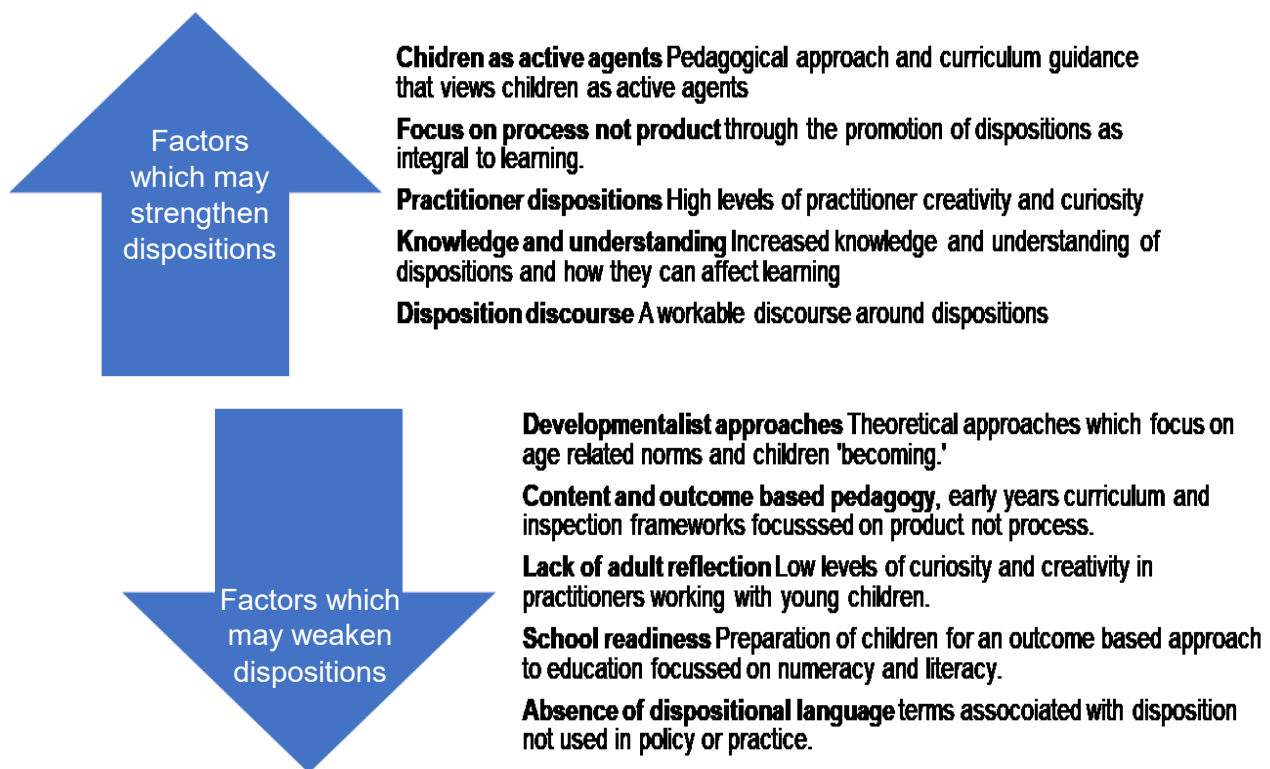 Factors
which may
strengthen
dispositions
Chidren as active agents Pedagogical approach and curriculum guidance
that views children as active agents
Focus on process not product through the promotion of dispositions as
integral to learning.
Practitioner dispositions High levels of practitioner creativity and curiosity
Knowledge and understanding Increased knowledge and understanding of
dispositions and how they can affect learning
Disposition discourse A workable discourse around dispositions
Factors which
may weaken
dispositions
Developmentalist approaches Theoretical approaches which focus on
age related norms and children 'becoming.'
Content and outcome based pedagogy, early years curriculum and
inspection frameworks focusssed on product not process.
Lack of adult reflection Low levels of curiosity and creativity in
practitioners working with young children.
School readiness Preparation of children for an outcome based approach
to education focussed on numeracy and literacy.
Absence of dispositional language terms assocoiated with disposition
not used in policy or practice.